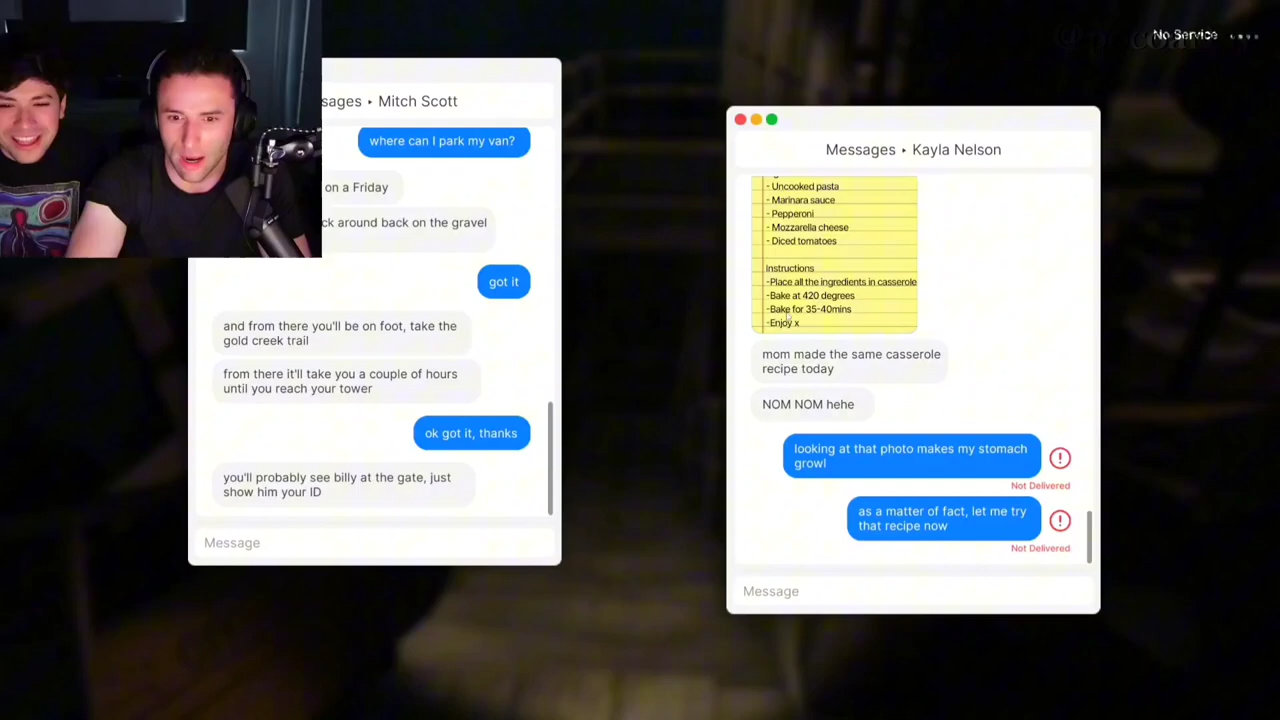 No Service
sages ‣ Mitch Scott
where can I park my van?
on a Friday
ck around back on the gravel
got it
and from there you'll be on foot, take the
gold creek trail
from there it'll take you a couple of hours
until you reach your tower
ok got it, thanks
you'll probably see billy at the gate, just
show him your ID
Message
Messages ‣ Kayla Nelson
- Uncooked pasta
- Marinara sauce
- Pepperoni
- Mozzarella cheese
- Diced tomatoes
Instructions
-Place all the ingredients in casserole
-Bake at 420 degrees
-Bake for 35-40mins
-Enjoy x
mom made the same casserole
recipe today
NOM NOM hehe
looking at that photo makes my stomach
growl
Not Delivered
as a matter of fact, let me try
that recipe now
Not Delivered
Message